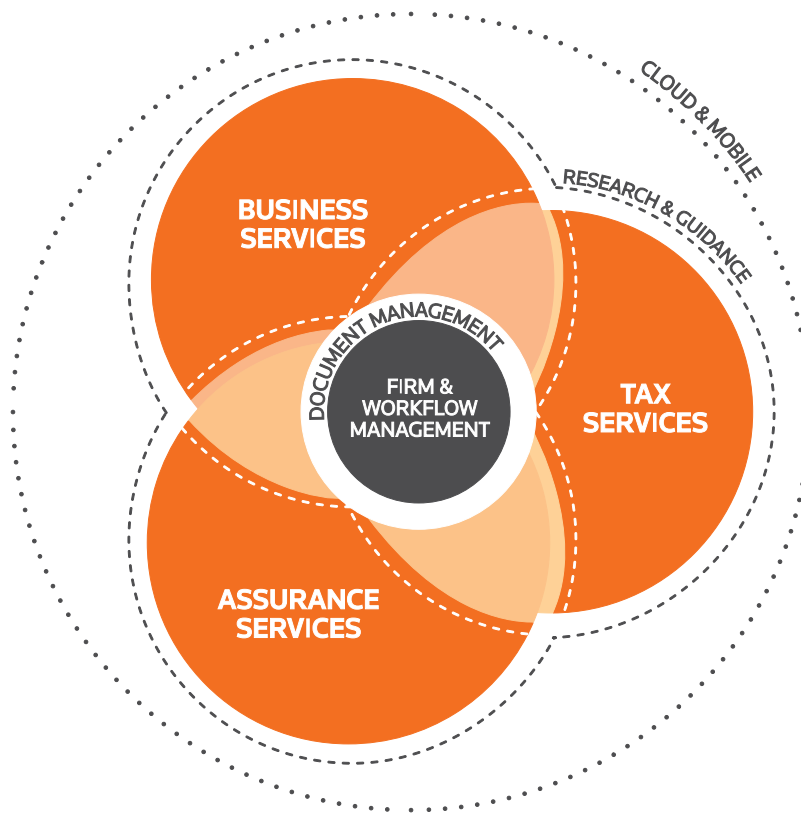 CLOUD & MOBILE
RESEARCH & GUIDANCE
BUSINESS
SERVICES
DOCUMENT MANAGEMENT
FIRM &
WORKFLOW
MANAGEMENT
TAX
SERVICES
ASSURANCE
SERVICES